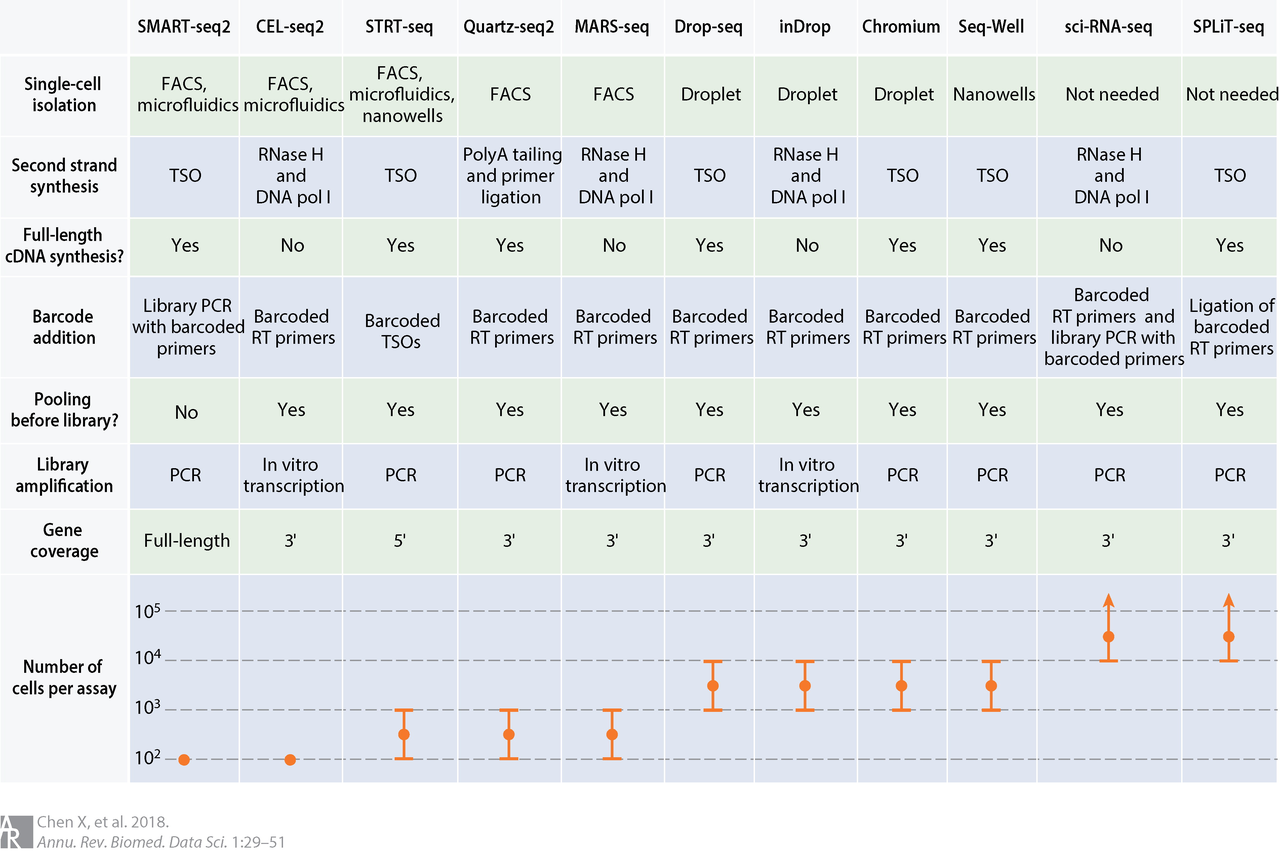 SMART-seq2 CEL-seq2 STRT-seq Quartz-seq2 MARS-seq Drop-seq inDrop Chromium Seq-Well sci-RNA-seq SPLiT-seq
Single-cell
isolation
FACS,
microfluidics
FACS,
microfluidics
FACS,
microfluidics,
nanowells
FACS
FACS
Droplet
Droplet
Droplet
Nanowells
Not needed
Not needed
Second strand
synthesis
TSO
RNase H
and
DNA pol I
TSO
PolyA tailing
and primer
ligation
RNase H
and
DNA pol I
TSO
RNase H
and
DNA pol I
TSO
TSO
RNase H
and
DNA pol I
TSO
Full-length
cDNA synthesis?
Yes
No
Yes
Yes
No
Yes
No
Yes
Yes
No
Yes
Barcode
addition
Library PCR
with barcoded
primers
Barcoded
RT primers
Barcoded
TSOs
Barcoded
RT primers
Barcoded
RT primers
Barcoded
RT primers
Barcoded
RT primers
Barcoded
RT primers
Barcoded
RT primers
Barcoded
RT primers and
library PCR with
barcoded primers
Ligation of
barcoded
RT primers
Pooling
before library?
No
Yes
Yes
Yes
Yes
Yes
Yes
Yes
Yes
Yes
Yes
Library
amplification
PCR
In vitro
transcription
PCR
PCR
In vitro
transcription
PCR
In vitro
transcription
PCR
PCR
PCR
PCR
Gene
coverage
Full-length
3'
5'
3'
3'
3'
3'
3'
3'
3'
3'
Number of
cells per assay
10⁵
10⁴
10³
10²
AR
Chen X, et al. 2018.
Annu. Rev. Biomed. Data Sci. 1:29–51